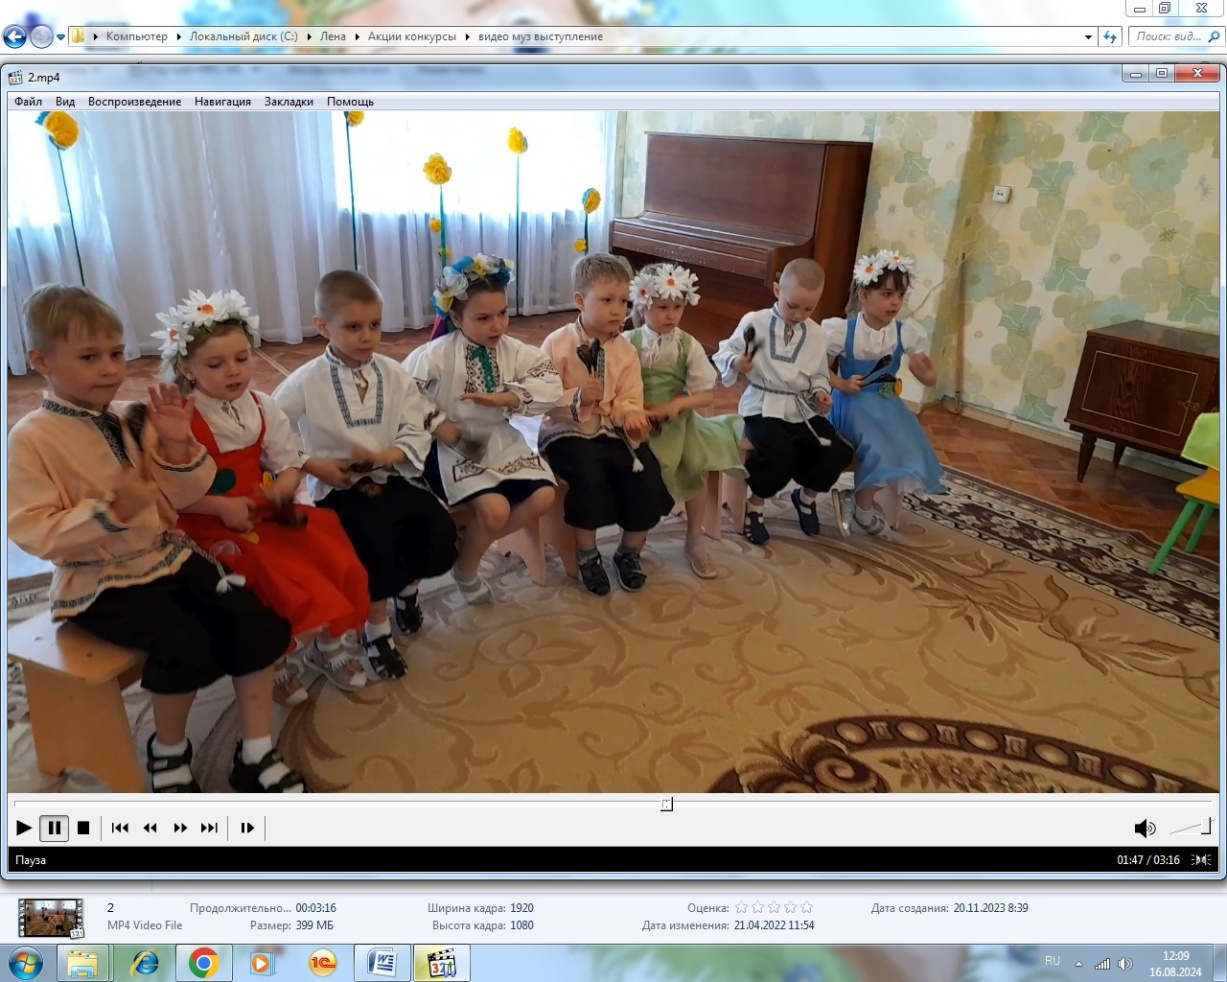 Компьютер ▸ Локальный диск (C:) ▸ Лена ▸ Акции конкурсы ▸ видео муз выступление
Поиск: вид...
2.mp4
Файл Вид Воспроизведение Навигация Закладки Помощь
Пауза
01:47 / 03:16
2
MP4 Video File
Продолжительно... 00:03:16
Размер: 399 МБ
Ширина кадра: 1920
Высота кадра: 1080
Оценка:
Дата изменения: 21.04.2022 11:54
Дата создания: 20.11.2023 8:39
RU
12:09
16.08.2024